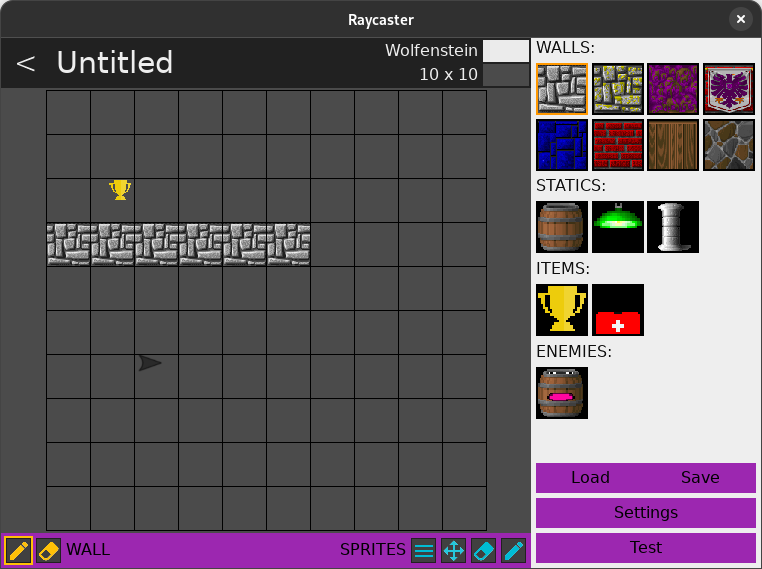 Raycaster
< Untitled
Wolfenstein
10 x 10
WALLS:
STATICS:
ITEMS:
ENEMIES:
Load Save
Settings
Test
WALL SPRITES